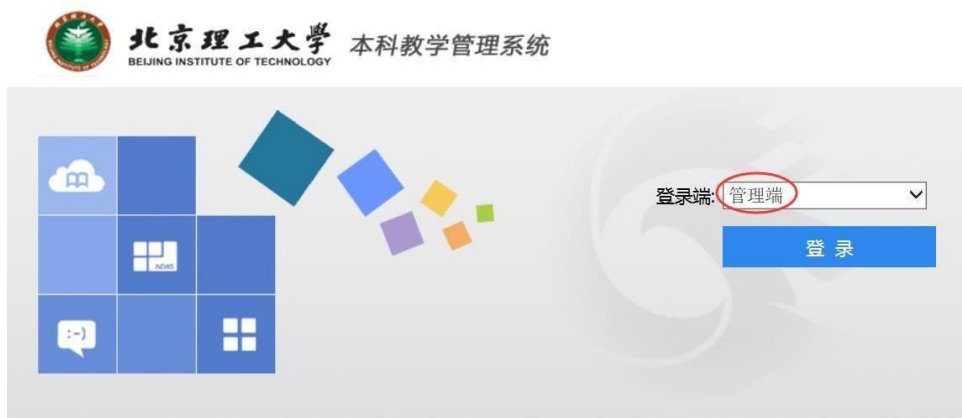 北京理工大学
BEIJING INSTITUTE OF TECHNOLOGY
本科教学管理系统
登录端:
管理端
登 录
NEWS
:-)